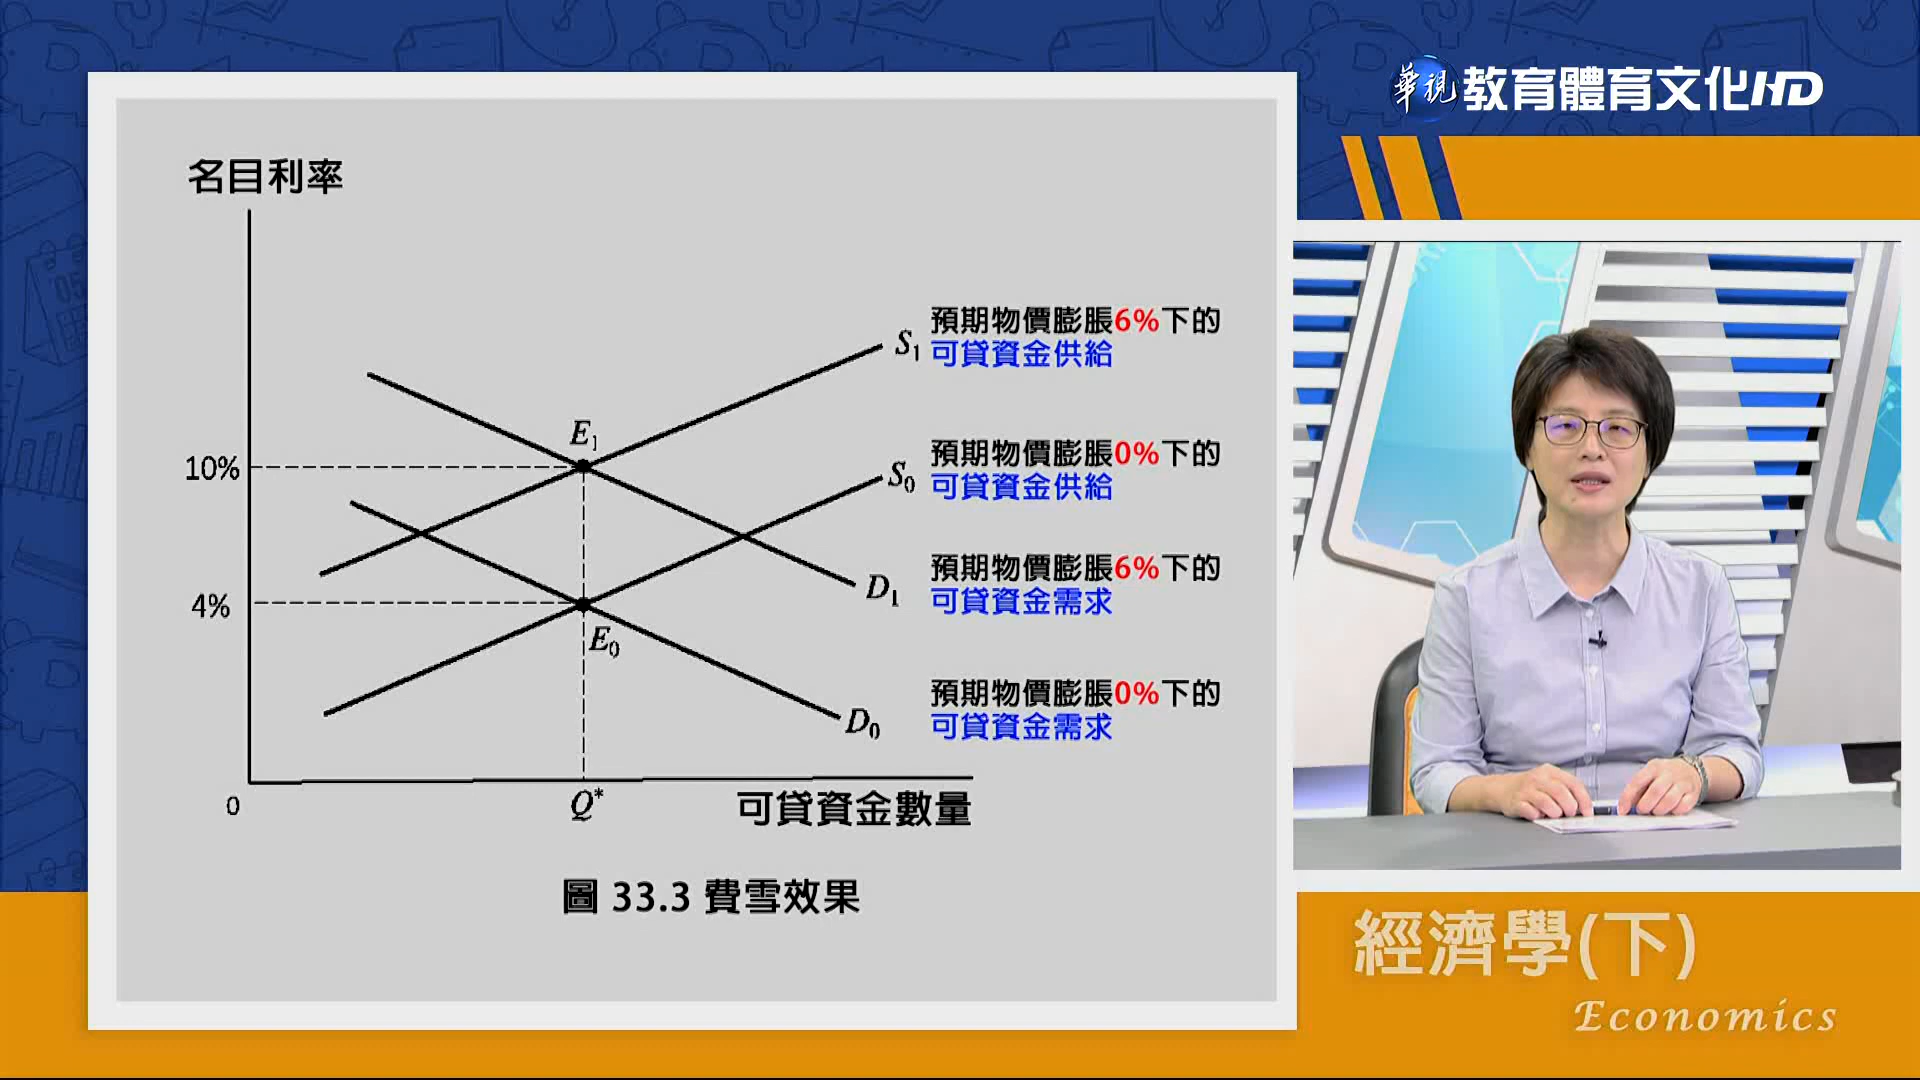 華視 教育體育文化HD
名目利率
預期物價膨脹6%下的
可貸資金供給
S1
E1
預期物價膨脹0%下的
可貸資金供給
10%
S0
預期物價膨脹6%下的
可貸資金需求
D1
4%
E0
預期物價膨脹0%下的
可貸資金需求
D0
0
Q*
可貸資金數量
圖 33.3 費雪效果
經濟學(下)
Economics
05